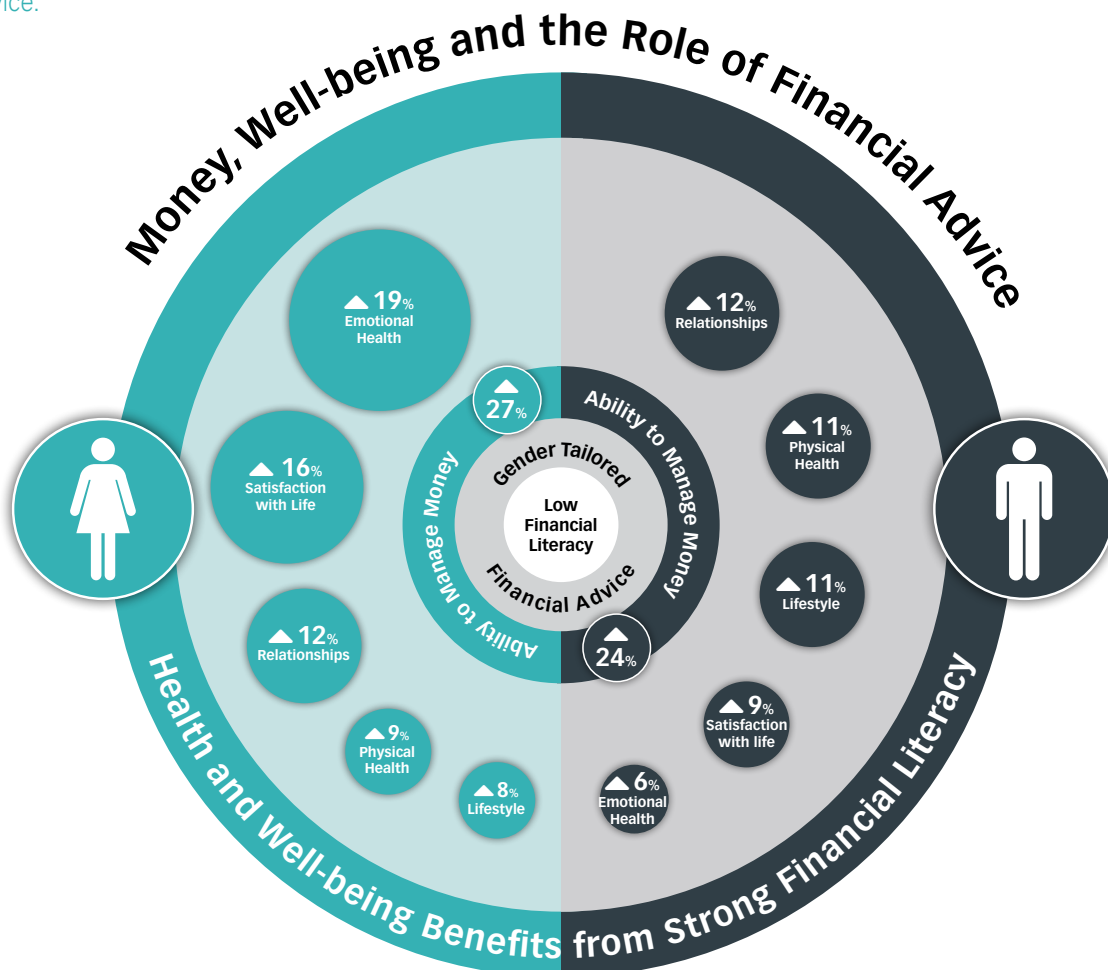 vice.
Money, Well-being and the Role of Financial Advice
19%
Emotional
Health
16%
Satisfaction
with Life
12%
Relationships
9%
Physical
Health
8%
Lifestyle
27%
Ability to Manage Money
Gender Tailored
Low
Financial
Literacy
Financial Advice
Ability to Manage Money
24%
12%
Relationships
11%
Physical
Health
11%
Lifestyle
9%
Satisfaction
with life
6%
Emotional
Health
Health and Well-being Benefits from Strong Financial Literacy